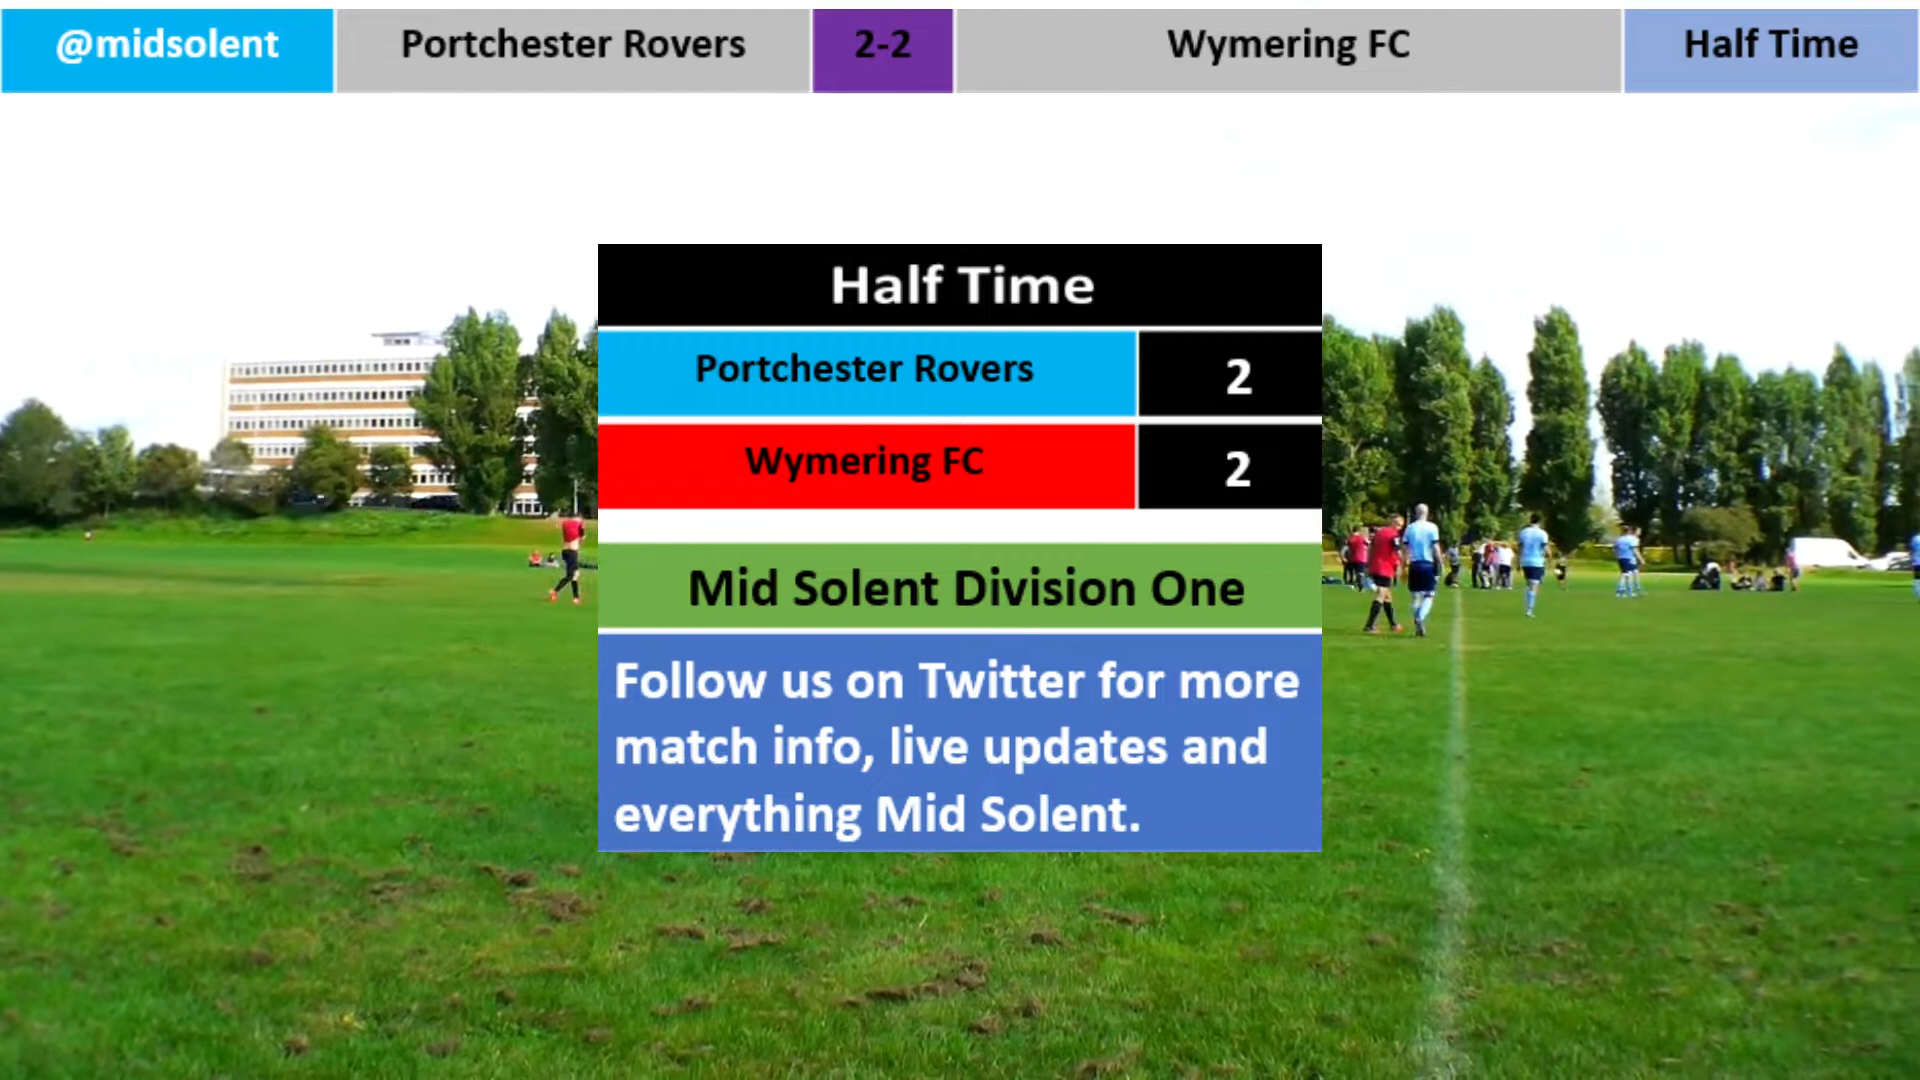 @midsolent Portchester Rovers 2-2 Wymering FC Half Time
Half Time
Portchester Rovers 2
Wymering FC 2
Mid Solent Division One
Follow us on Twitter for more
match info, live updates and
everything Mid Solent.